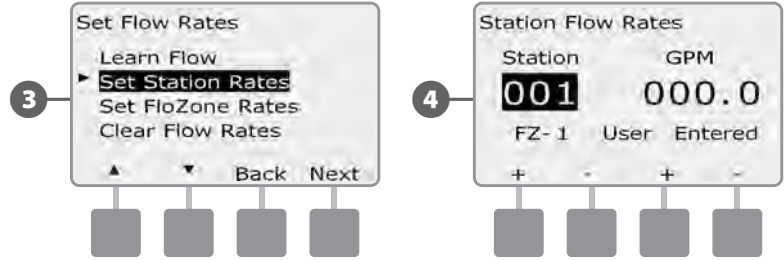 Set Flow Rates
Learn Flow
Set Station Rates
Set FloZone Rates
Clear Flow Rates
Back Next
3
Station Flow Rates
Station GPM
001 000.0
FZ- 1 User Entered
+ - + -
4